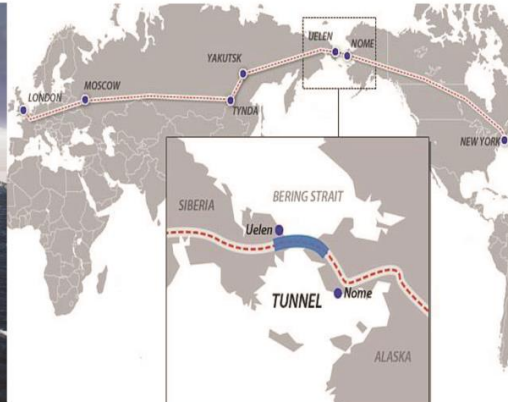 UELEN
NOME
YAKUTSK
LONDON
MOSCOW
TYNDA
NEW YORK
SIBERIA
BERING STRAIT
Uelen
TUNNEL
Nome
ALASKA